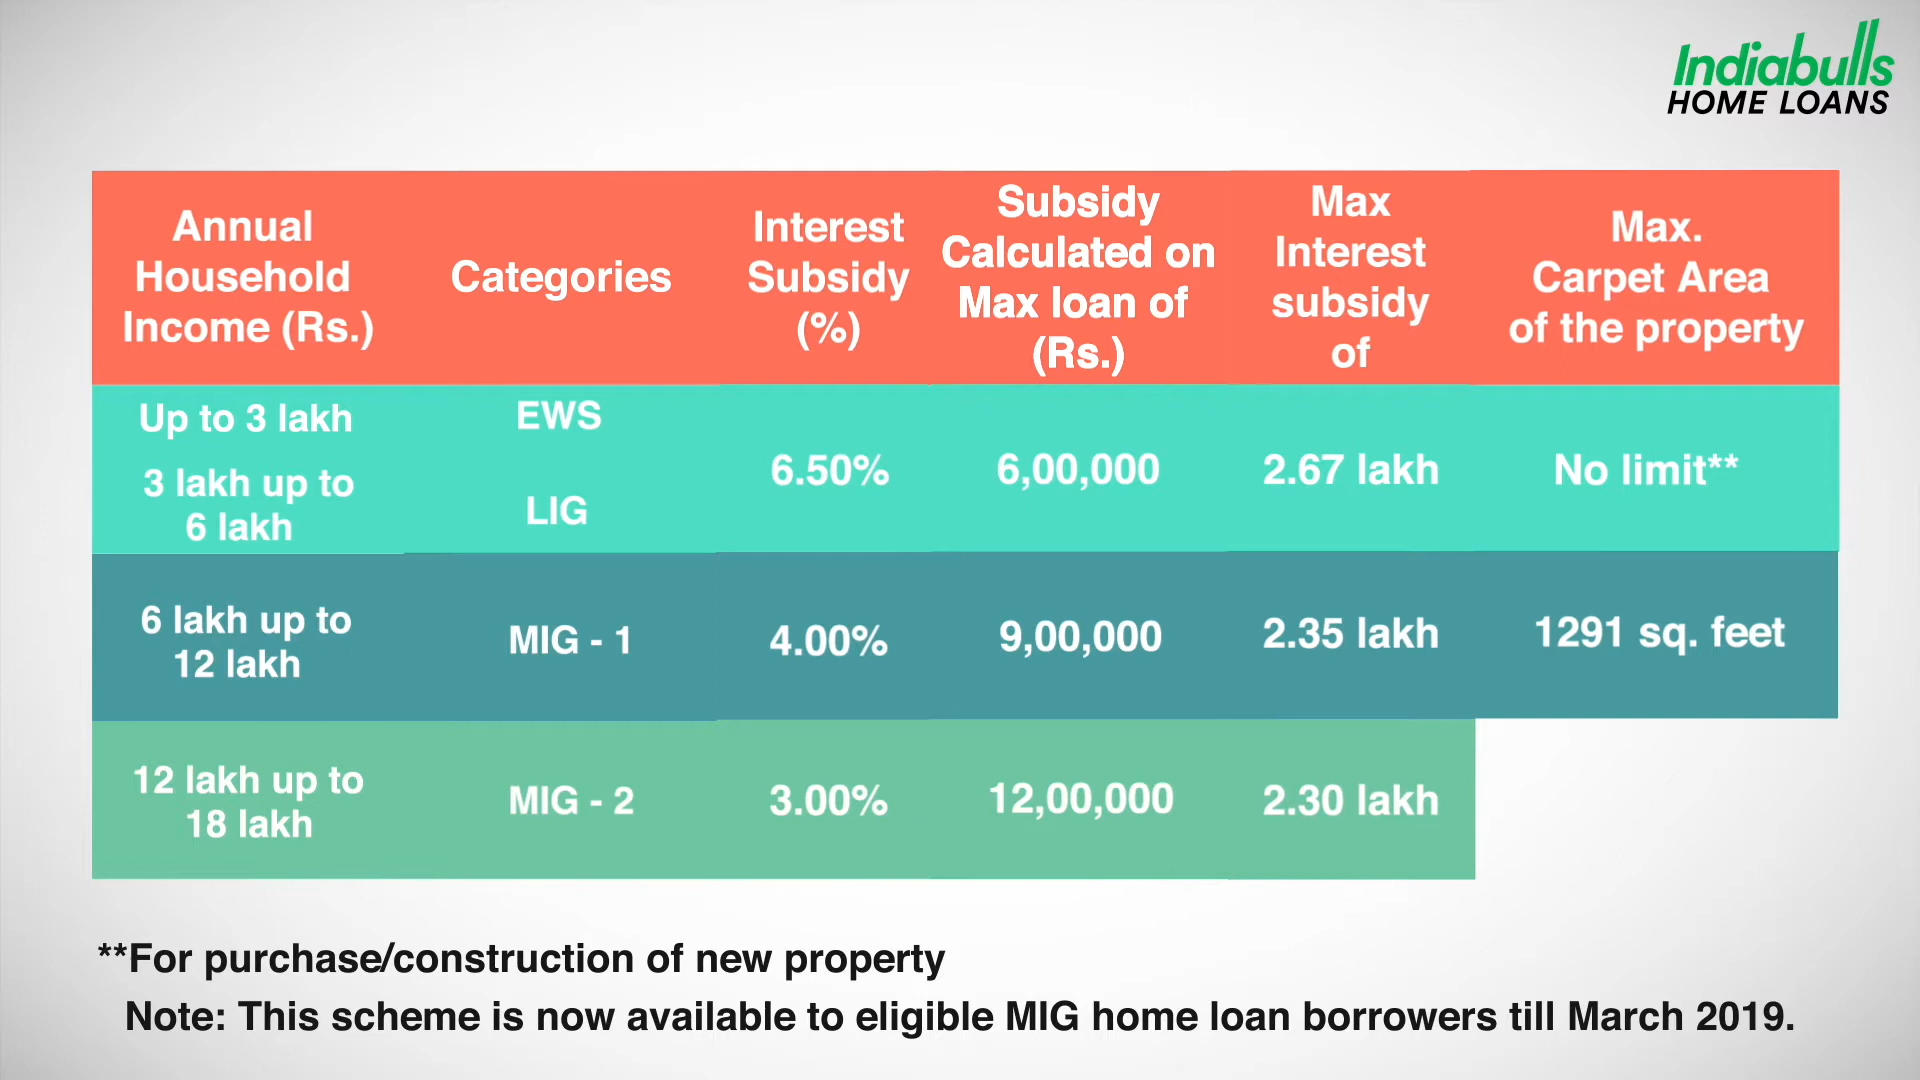 Indiabulls
HOME LOANS
Annual
Household
Income (Rs.)
Categories
Interest
Subsidy
(%)
Subsidy
Calculated on
Max loan of
(Rs.)
Max
Interest
subsidy
of
Max.
Carpet Area
of the property
Up to 3 lakh
EWS
3 lakh up to
6 lakh
LIG
6.50%
6,00,000
2.67 lakh
No limit**
6 lakh up to
12 lakh
MIG - 1
4.00%
9,00,000
2.35 lakh
1291 sq. feet
12 lakh up to
18 lakh
MIG - 2
3.00%
12,00,000
2.30 lakh
**For purchase/construction of new property
Note: This scheme is now available to eligible MIG home loan borrowers till March 2019.